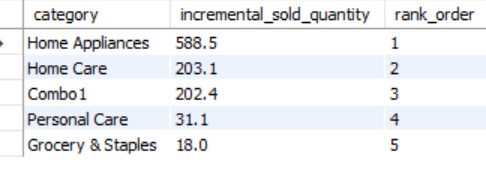 category incremental_sold_quantity rank_order
Home Appliances 588.5 1
Home Care 203.1 2
Combo1 202.4 3
Personal Care 31.1 4
Grocery & Staples 18.0 5